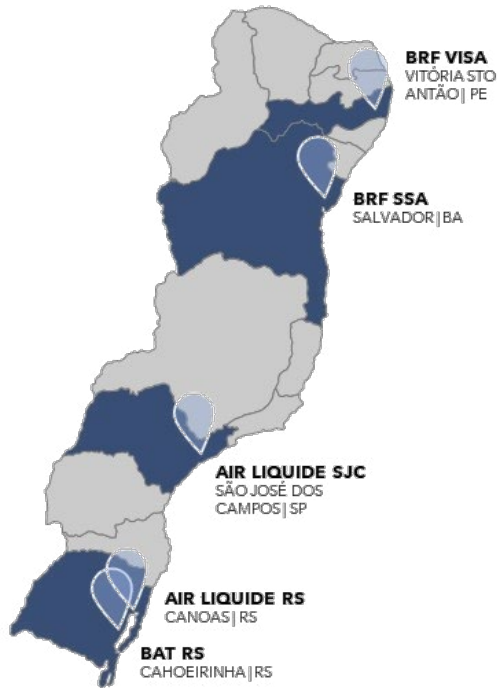 BRF VISA
VITÓRIA STO
ANTÃO| PE
BRF SSA
SALVADOR|BA
AIR LIQUIDE SJC
SÃO JOSÉ DOS
CAMPOS|SP
AIR LIQUIDE RS
CANOAS|RS
BAT RS
CAHOEIRINHA|RS